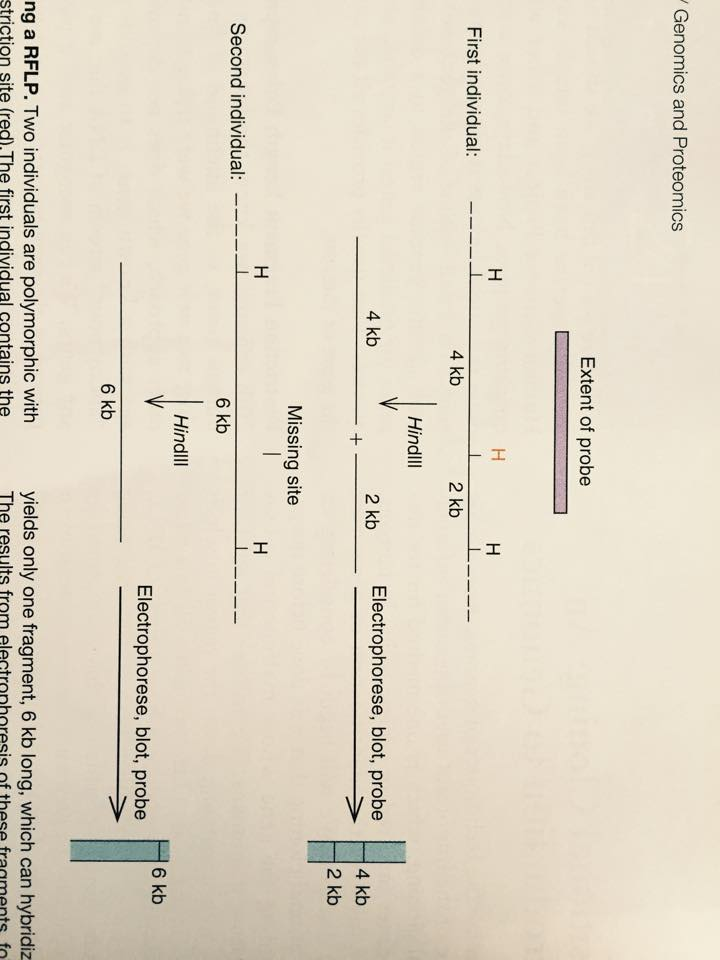 / Genomics and Proteomics
Extent of probe
First individual:
H H H
4 kb 2 kb
HindIII
4 kb + 2 kb
Electrophorese, blot, probe
4 kb
2 kb
Missing site
Second individual:
H H
6 kb
HindIII
6 kb
Electrophorese, blot, probe
6 kb
ng a RFLP. Two individuals are polymorphic with
striction site (red). The first individual contains the
yields only one fragment, 6 kb long, which can hybridiz
The results from electrophoresis of these fragments, fo